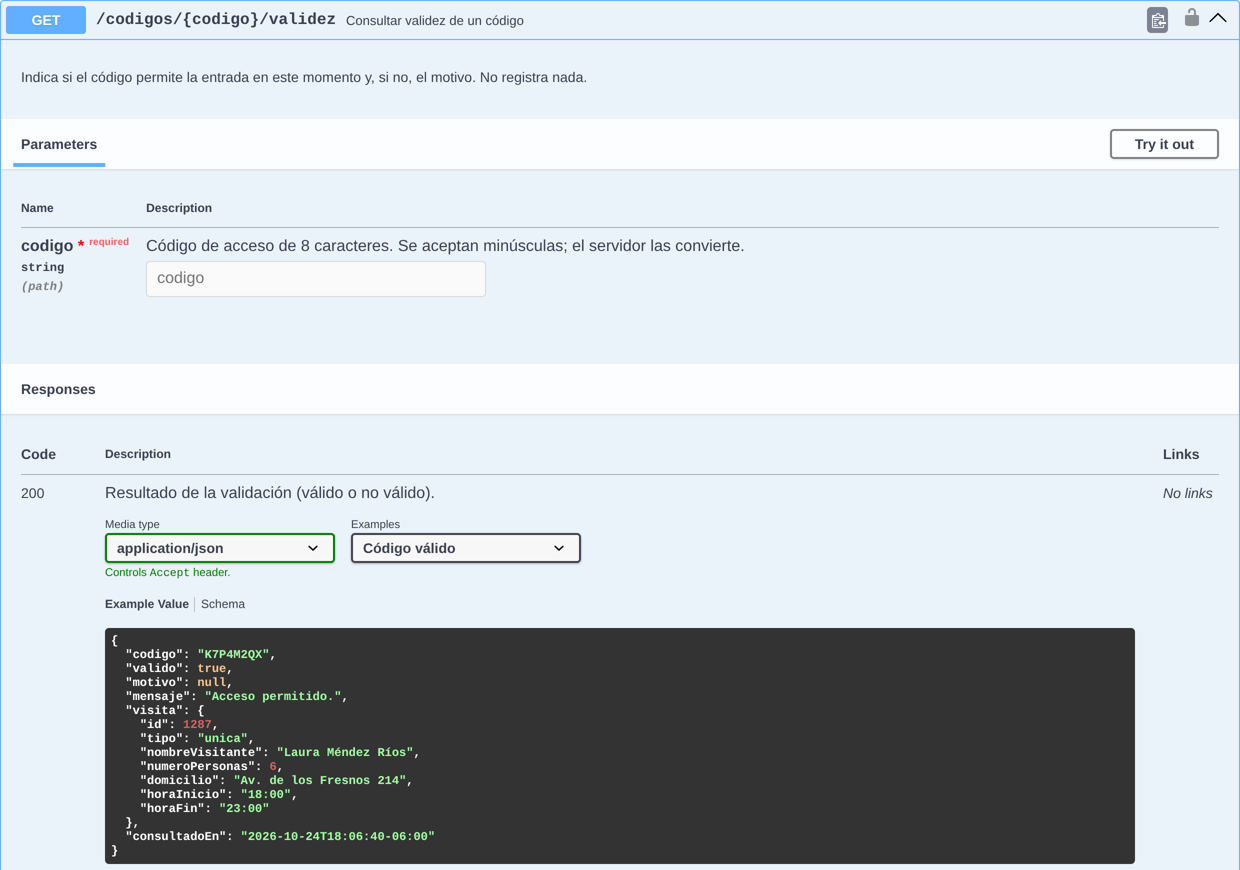 GET /codigos/{codigo}/validez Consultar validez de un código
Indica si el código permite la entrada en este momento y, si no, el motivo. No registra nada.
Parameters Try it out
Name Description
codigo * required Código de acceso de 8 caracteres. Se aceptan minúsculas; el servidor las convierte.
string
(path)
codigo
Responses
Code Description Links
200 Resultado de la validación (válido o no válido). No links
Media type Examples
application/json Código válido
Controls Accept header.
Example Value Schema
{
  "codigo": "K7P4M2QX",
  "valido": true,
  "motivo": null,
  "mensaje": "Acceso permitido.",
  "visita": {
    "id": 1287,
    "tipo": "unica",
    "nombreVisitante": "Laura Méndez Ríos",
    "numeroPersonas": 6,
    "domicilio": "Av. de los Fresnos 214",
    "horaInicio": "18:00",
    "horaFin": "23:00"
  },
  "consultadoEn": "2026-10-24T18:06:40-06:00"
}